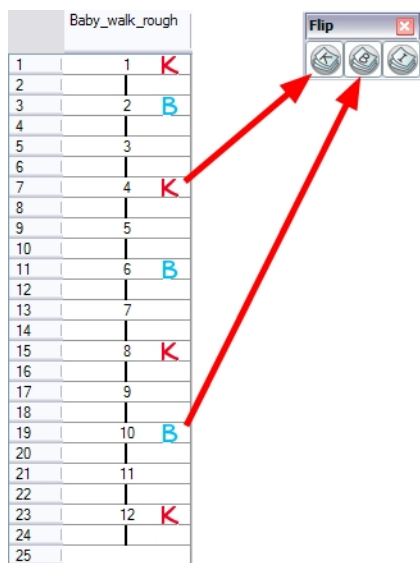 Baby_walk_rough
Flip
K B I
1 1 K
2
3 2 B
4
5 3
6
7 4 K
8
9 5
10
11 6 B
12
13 7
14
15 8 K
16
17 9
18
19 10 B
20
21 11
22
23 12 K
24
25